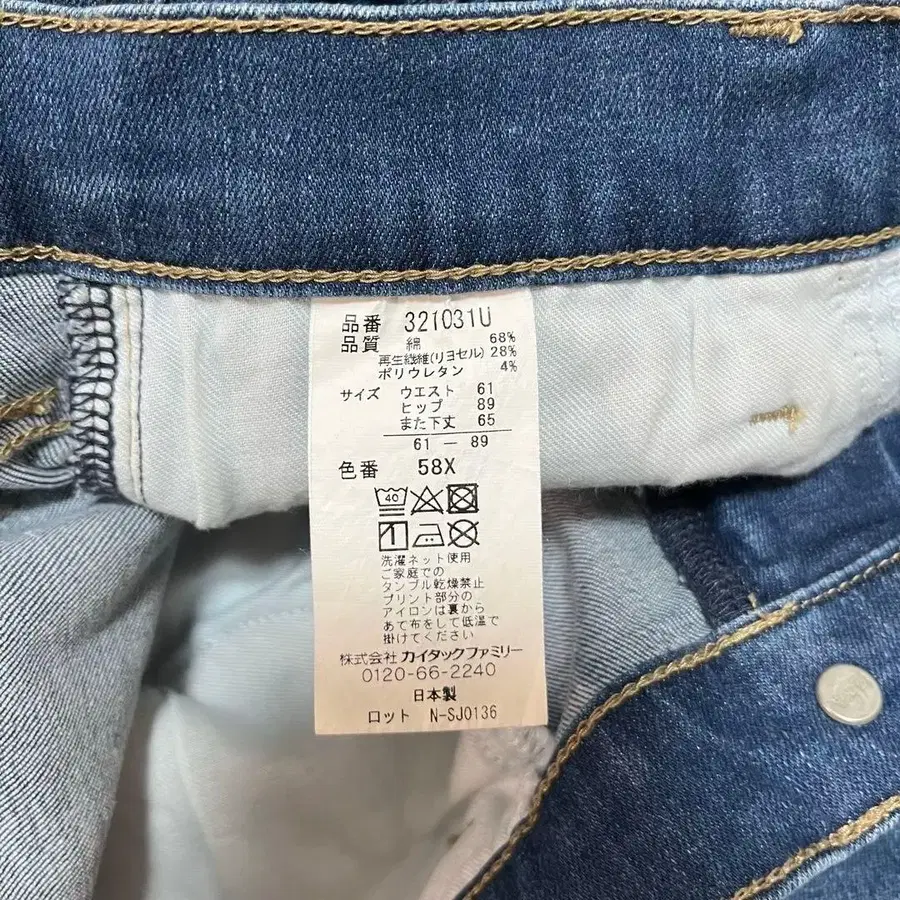 品番 321031U
品質 綿 68%
再生繊維(リヨセル) 28%
ポリウレタン 4%
サイズ ウエスト 61
ヒップ 89
また下丈 65
61 － 89
色番 58X
40
洗濯ネット使用
ご家庭での
タンブル乾燥禁止
プリント部分の
アイロンは裏から
あて布をして低温で
掛けてください
株式会社 カイタックファミリー
0120-66-2240
日本製
ロット N-SJ0136